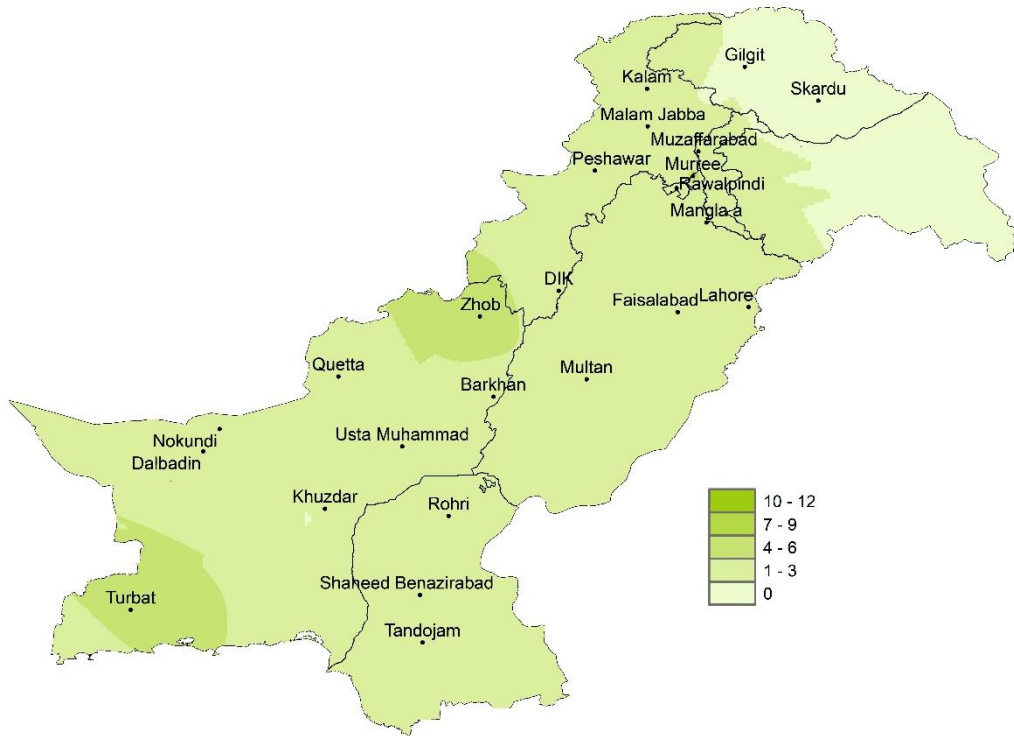 Gilgit
Kalam
Skardu
Malam Jabba
Muzaffarabad
Peshawar
Murree
Rawalpindi
Mangla a
DIK
Zhob
Faisalabad
Lahore
Quetta
Multan
Barkhan
Nokundi
Usta Muhammad
Dalbadin
Khuzdar
Rohri
10 - 12
7 - 9
4 - 6
1 - 3
0
Shaheed Benazirabad
Turbat
Tandojam